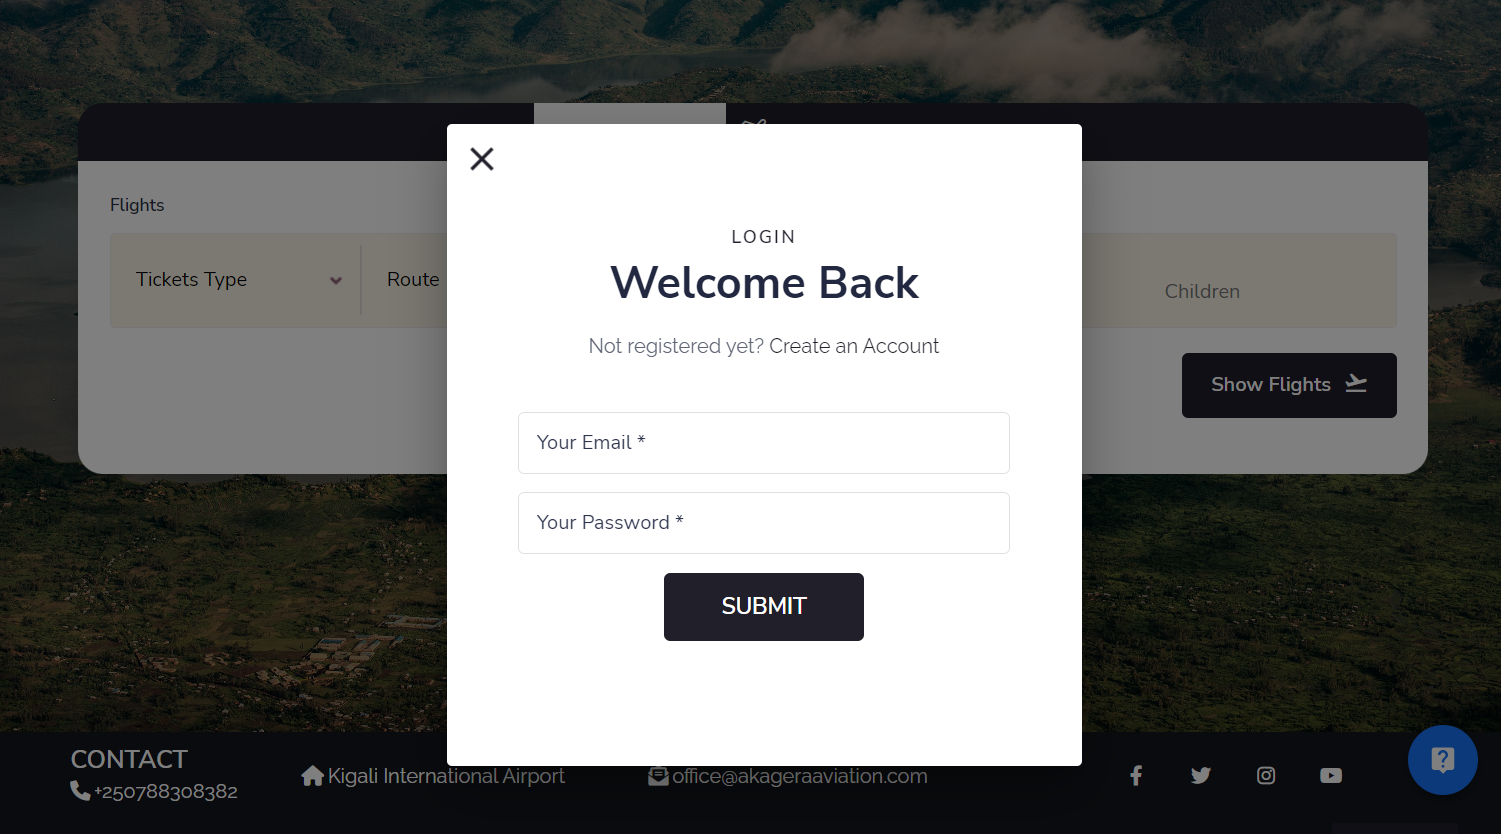 Flights
Tickets Type
Route
Children
Show Flights
LOGIN
Welcome Back
Not registered yet? Create an Account
Your Email *
Your Password *
SUBMIT
CONTACT
+250788308382
Kigali International Airport
office@akageraaviation.com